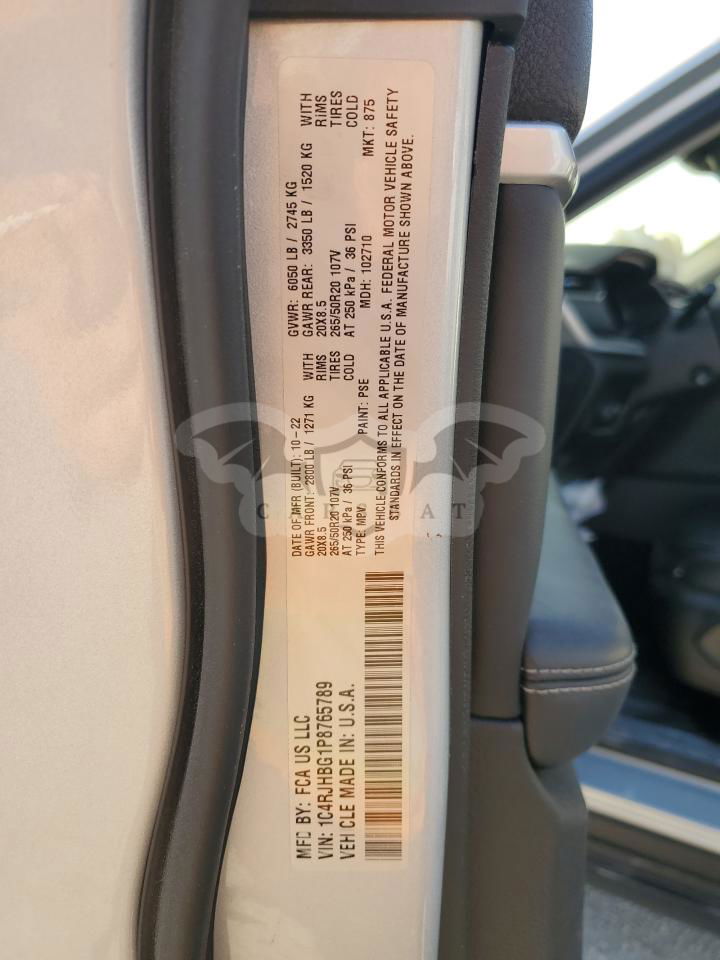 MFD BY: FCA US LLC
VIN: 1C4RJHBG1P8765789
VEHICLE MADE IN: U.S.A.
DATE OF MFR (BUILT): 10-22
GVWR: 6050 LB / 2745 KG
GAWR FRONT: 2800 LB / 1271 KG WITH
20X8.5 RIMS
265/50R20 107V TIRES
AT 250 kPa / 36 PSI COLD
GAWR REAR: 3350 LB / 1520 KG WITH
20X8.5 RIMS
265/50R20 107V TIRES
AT 250 kPa / 36 PSI COLD
TYPE: MPV PAINT: PSE MDH: 102710 MKT: 875
THIS VEHICLE CONFORMS TO ALL APPLICABLE U.S.A. FEDERAL MOTOR VEHICLE SAFETY
STANDARDS IN EFFECT ON THE DATE OF MANUFACTURE SHOWN ABOVE.